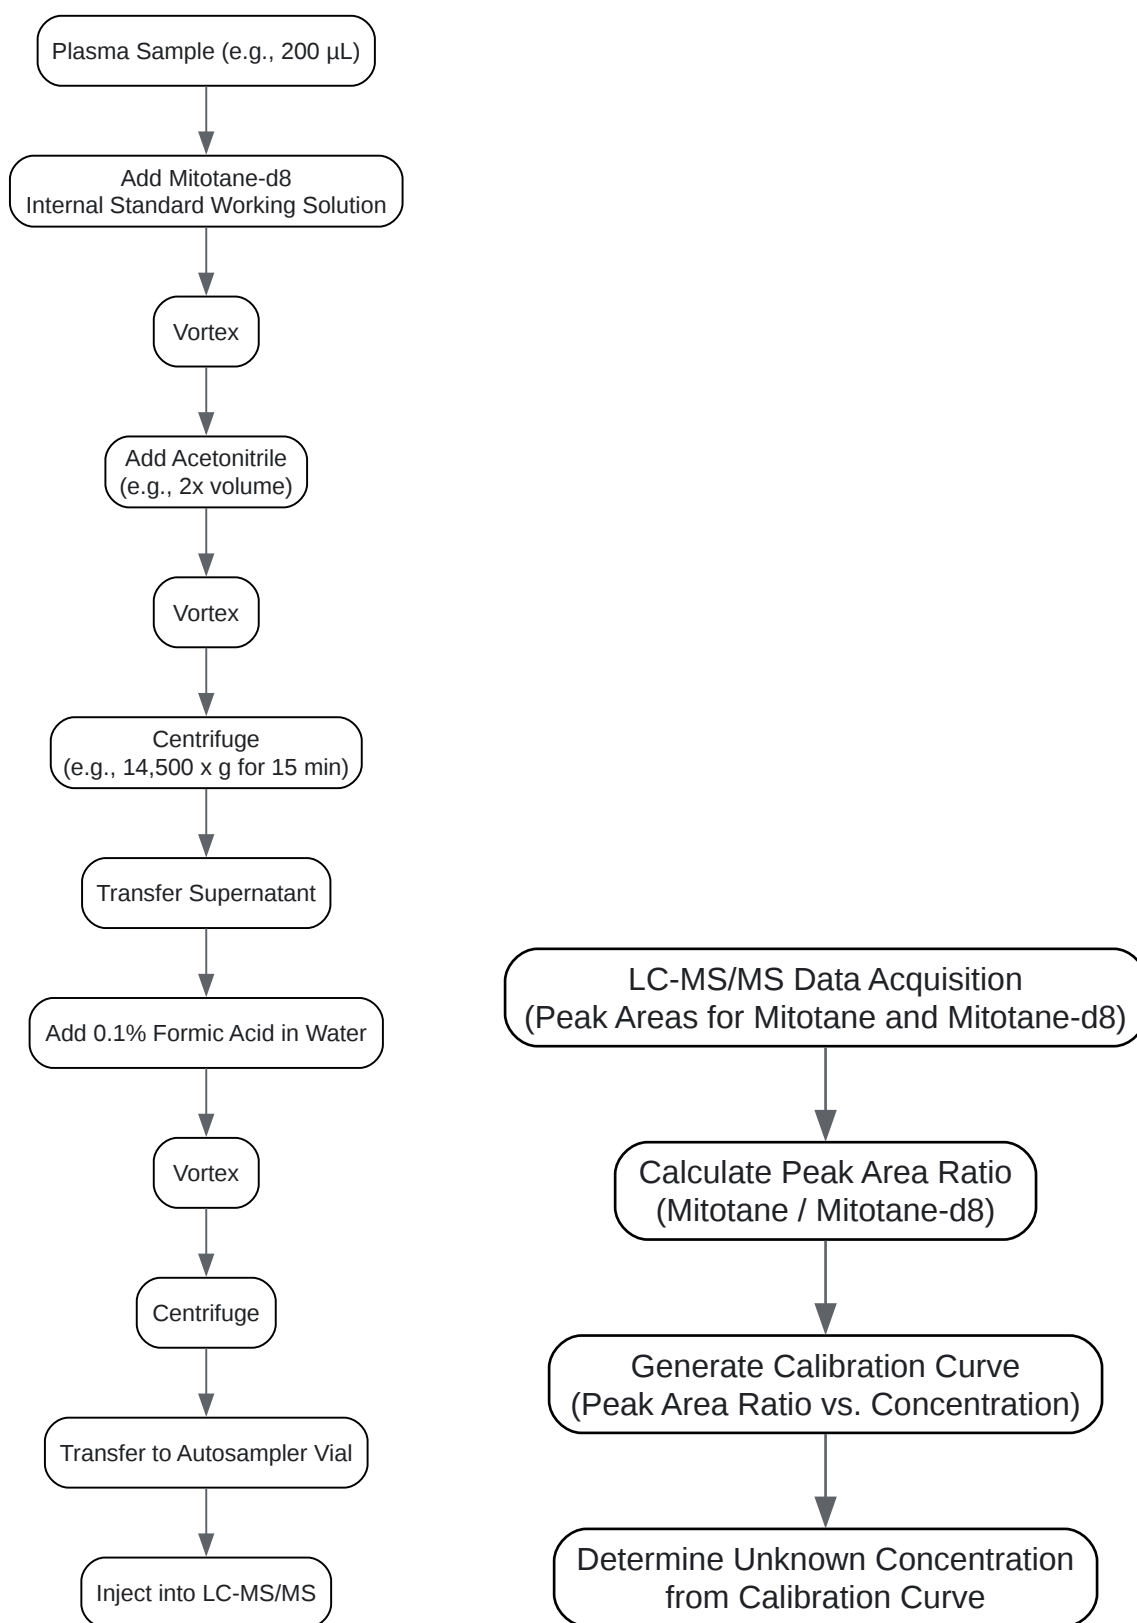 Plasma Sample (e.g., 200 µL)
Add Mitotane-d8
Internal Standard Working Solution
Vortex
Add Acetonitrile
(e.g., 2x volume)
Vortex
Centrifuge
(e.g., 14,500 x g for 15 min)
Transfer Supernatant
Add 0.1% Formic Acid in Water
Vortex
Centrifuge
Transfer to Autosampler Vial
Inject into LC-MS/MS
LC-MS/MS Data Acquisition
(Peak Areas for Mitotane and Mitotane-d8)
Calculate Peak Area Ratio
(Mitotane / Mitotane-d8)
Generate Calibration Curve
(Peak Area Ratio vs. Concentration)
Determine Unknown Concentration
from Calibration Curve